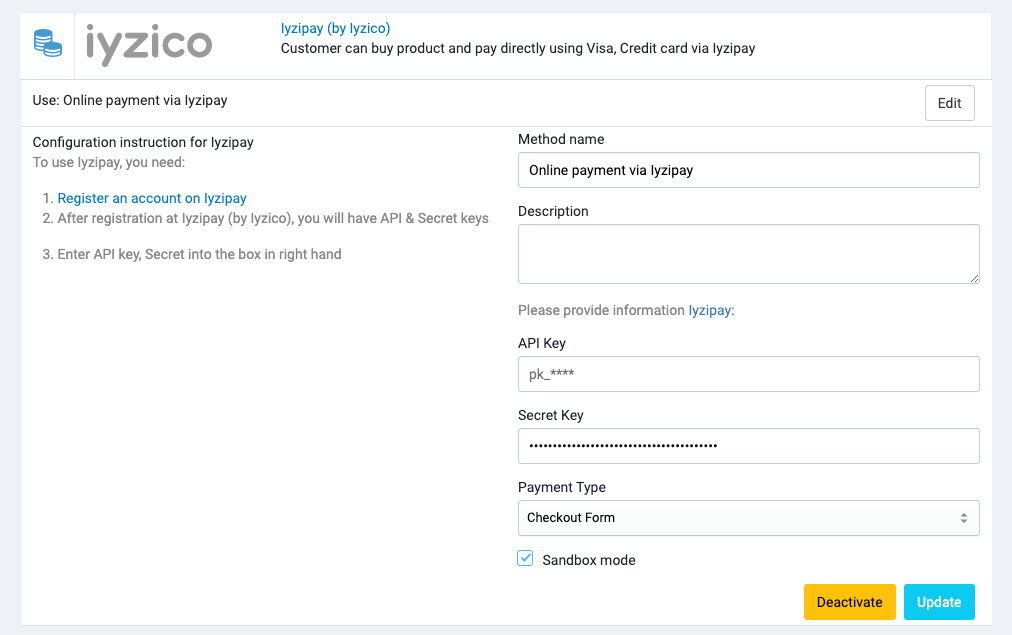 iyzico
Iyzipay (by Iyzico)
Customer can buy product and pay directly using Visa, Credit card via Iyzipay
Use: Online payment via Iyzipay
Edit
Configuration instruction for Iyzipay
To use Iyzipay, you need:
1. Register an account on Iyzipay
2. After registration at Iyzipay (by Iyzico), you will have API & Secret keys
3. Enter API key, Secret into the box in right hand
Method name
Online payment via Iyzipay
Description
Please provide information Iyzipay:
API Key
pk_****
Secret Key
••••••••••••••••••••••••••••••••••••••••
Payment Type
Checkout Form
Sandbox mode
Deactivate
Update